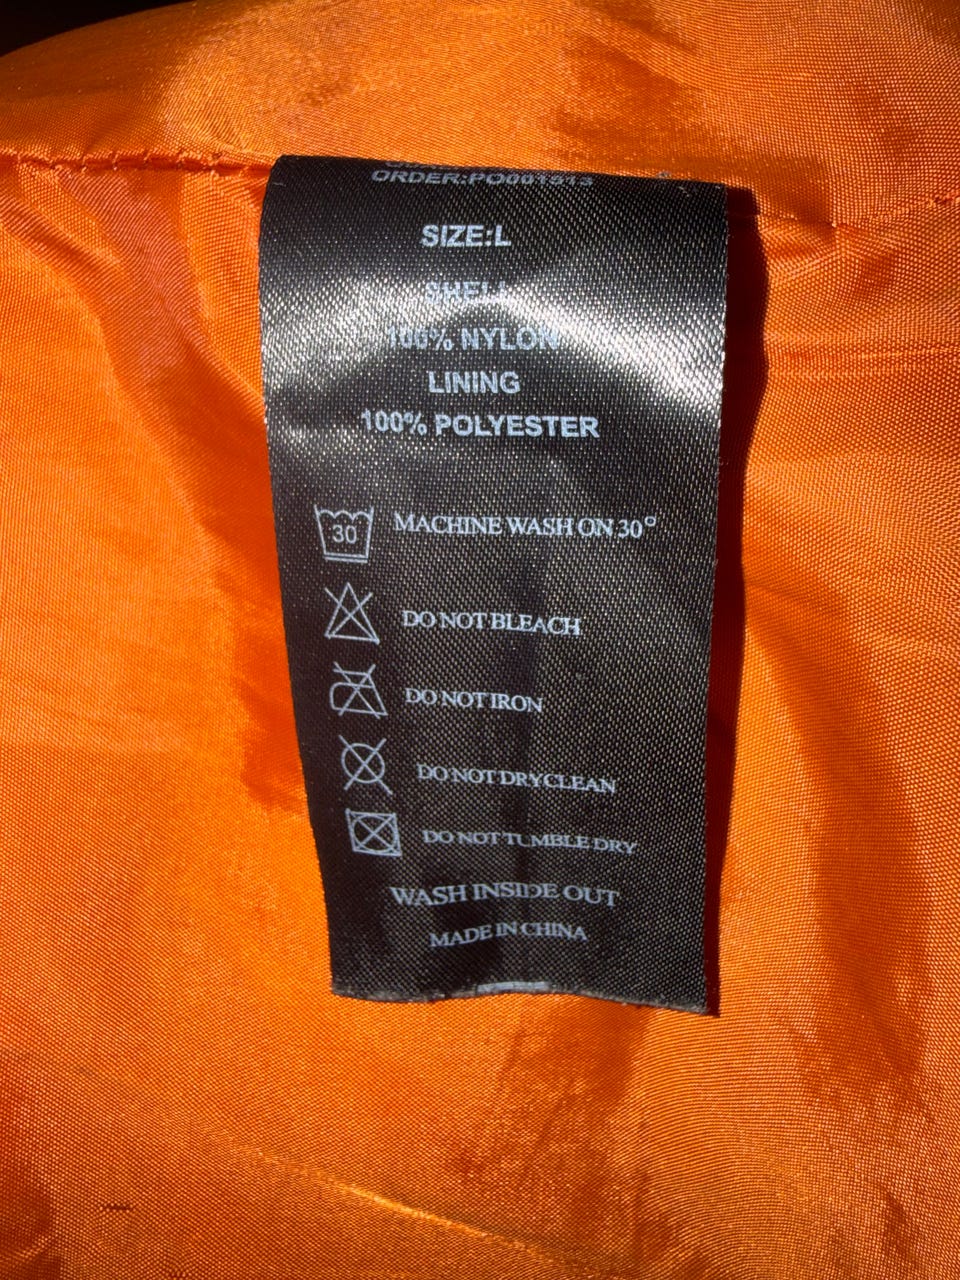 ORDER:PO001515
SIZE:L
SHELL
100% NYLON
LINING
100% POLYESTER
30 MACHINE WASH ON 30°
DO NOT BLEACH
DO NOT IRON
DO NOT DRYCLEAN
DO NOT TUMBLE DRY
WASH INSIDE OUT
MADE IN CHINA